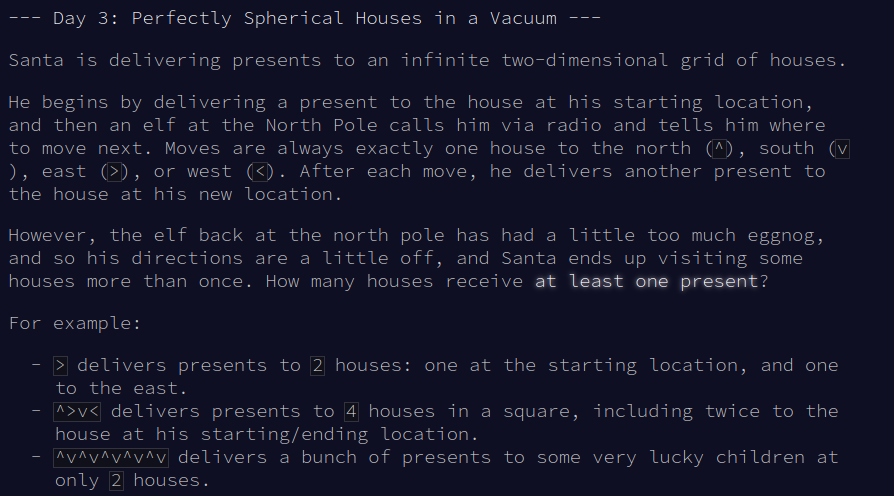 --- Day 3: Perfectly Spherical Houses in a Vacuum ---
Santa is delivering presents to an infinite two-dimensional grid of houses.
He begins by delivering a present to the house at his starting location,
and then an elf at the North Pole calls him via radio and tells him where
to move next. Moves are always exactly one house to the north (^), south (v
), east (>), or west (<). After each move, he delivers another present to
the house at his new location.
However, the elf back at the north pole has had a little too much eggnog,
and so his directions are a little off, and Santa ends up visiting some
houses more than once. How many houses receive at least one present?
For example:
- > delivers presents to 2 houses: one at the starting location, and one
to the east.
- ^>v< delivers presents to 4 houses in a square, including twice to the
house at his starting/ending location.
- ^v^v^v^v^v delivers a bunch of presents to some very lucky children at
only 2 houses.